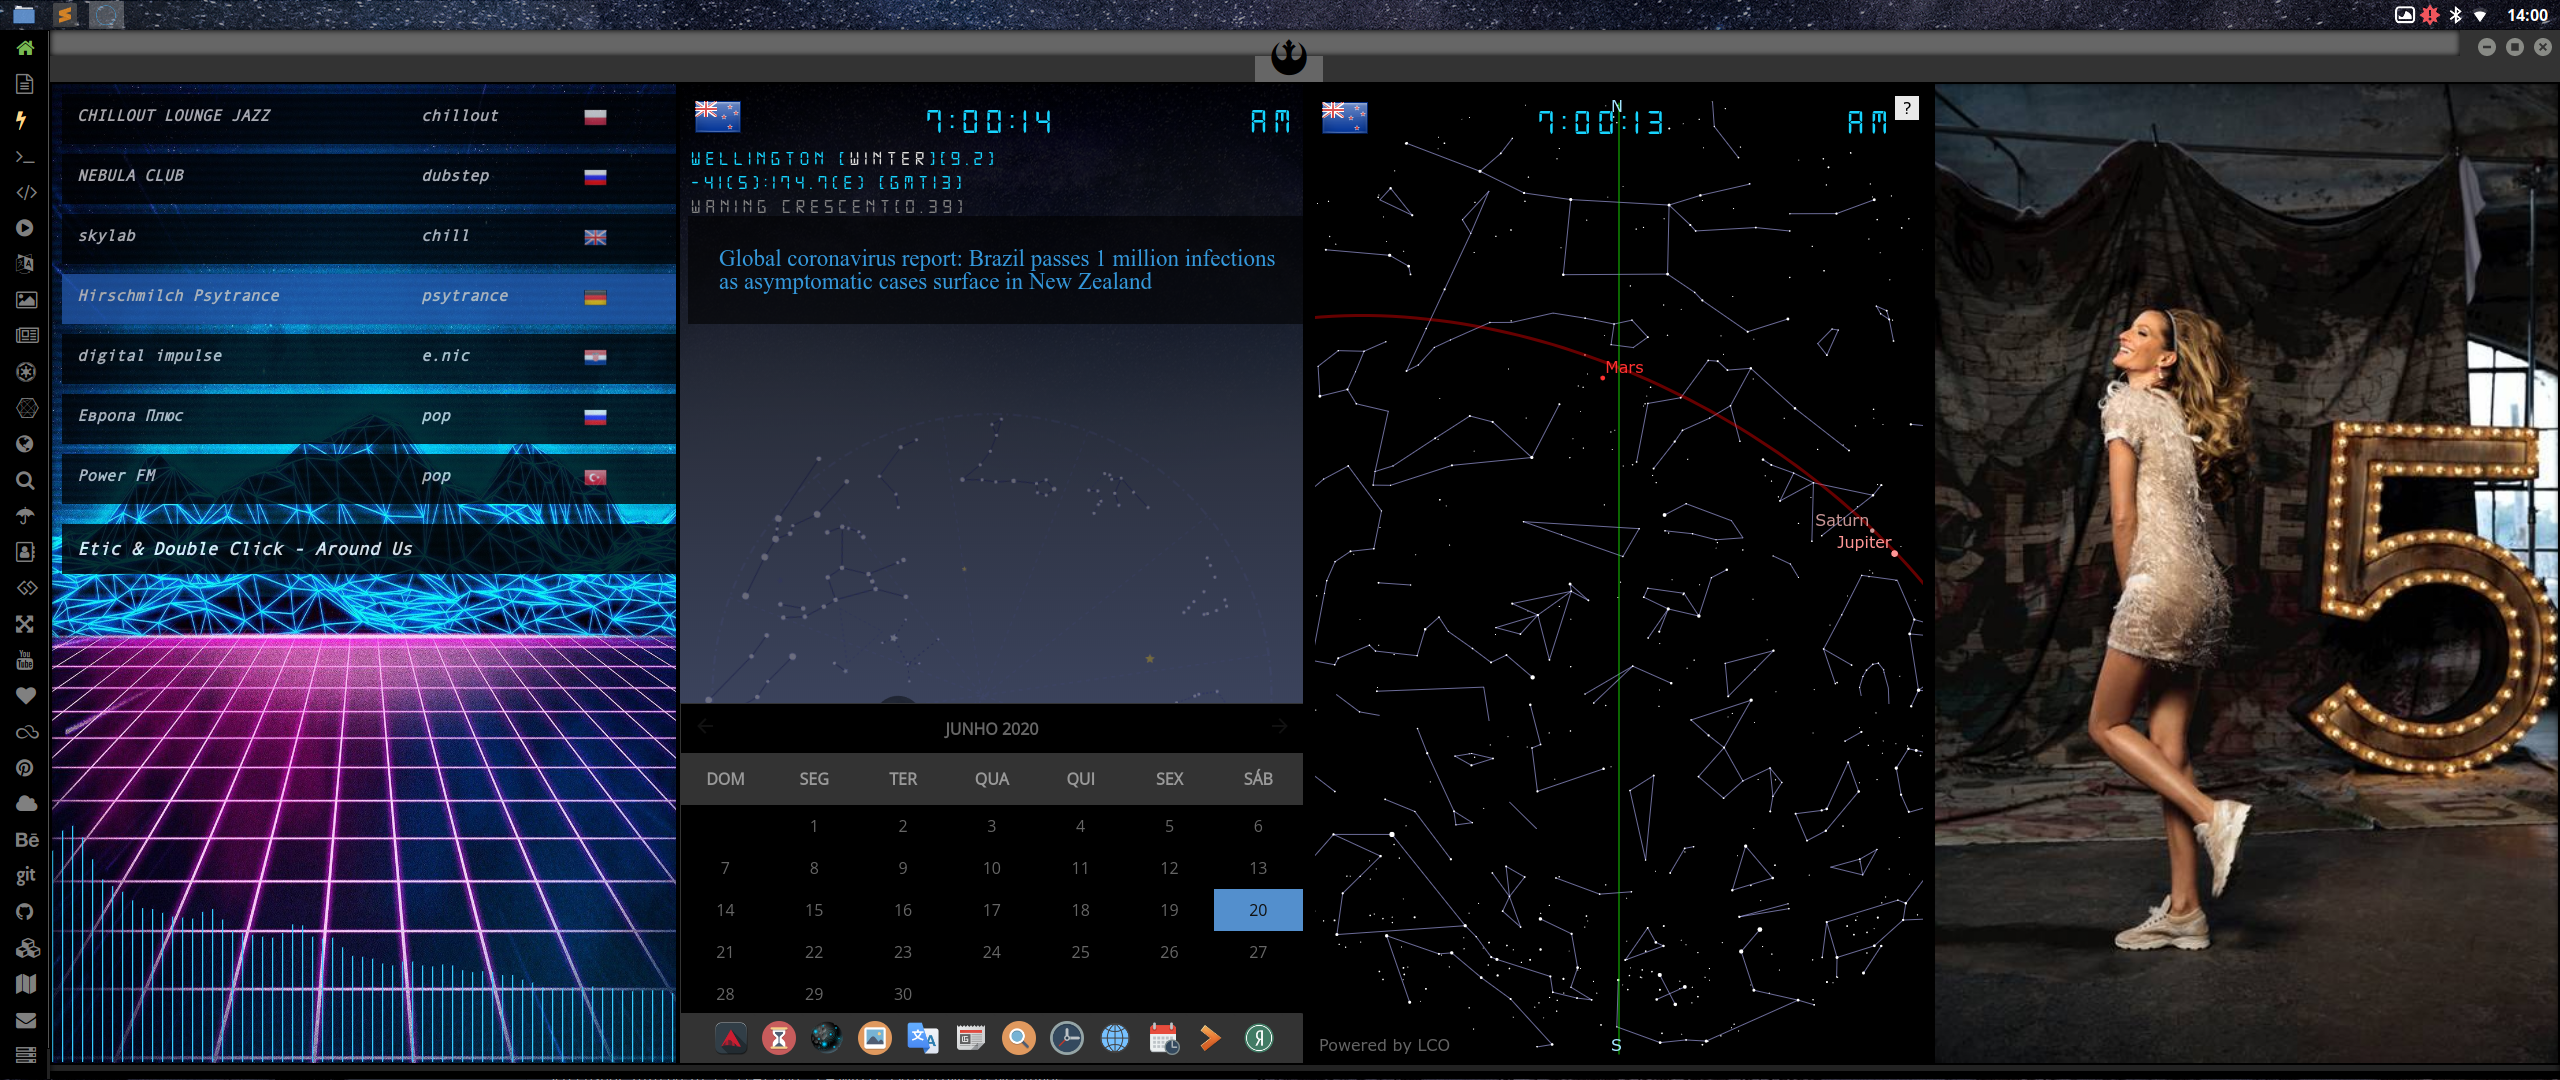 14:00
CHILLOUT LOUNGE JAZZ chillout
NEBULA CLUB dubstep
skylab chill
Hirschmilch Psytrance psytrance
digital impulse e.nic
Европа Плюс pop
Power FM pop
Etic & Double Click - Around Us
You
Tube
Bē
git
7:00:14 AM
WELLINGTON [WINTER][9.2]
-41(S):174.7(E) [GMT13]
WANING CRESCENT[0.39]
Global coronavirus report: Brazil passes 1 million infections
as asymptomatic cases surface in New Zealand
JUNHO 2020
DOM SEG TER QUA QUI SEX SÁB
1 2 3 4 5 6
7 8 9 10 11 12 13
14 15 16 17 18 19 20
21 22 23 24 25 26 27
28 29 30
N
7:00:13 AM ?
Mars
Saturn
Jupiter
Powered by LCO
S
5